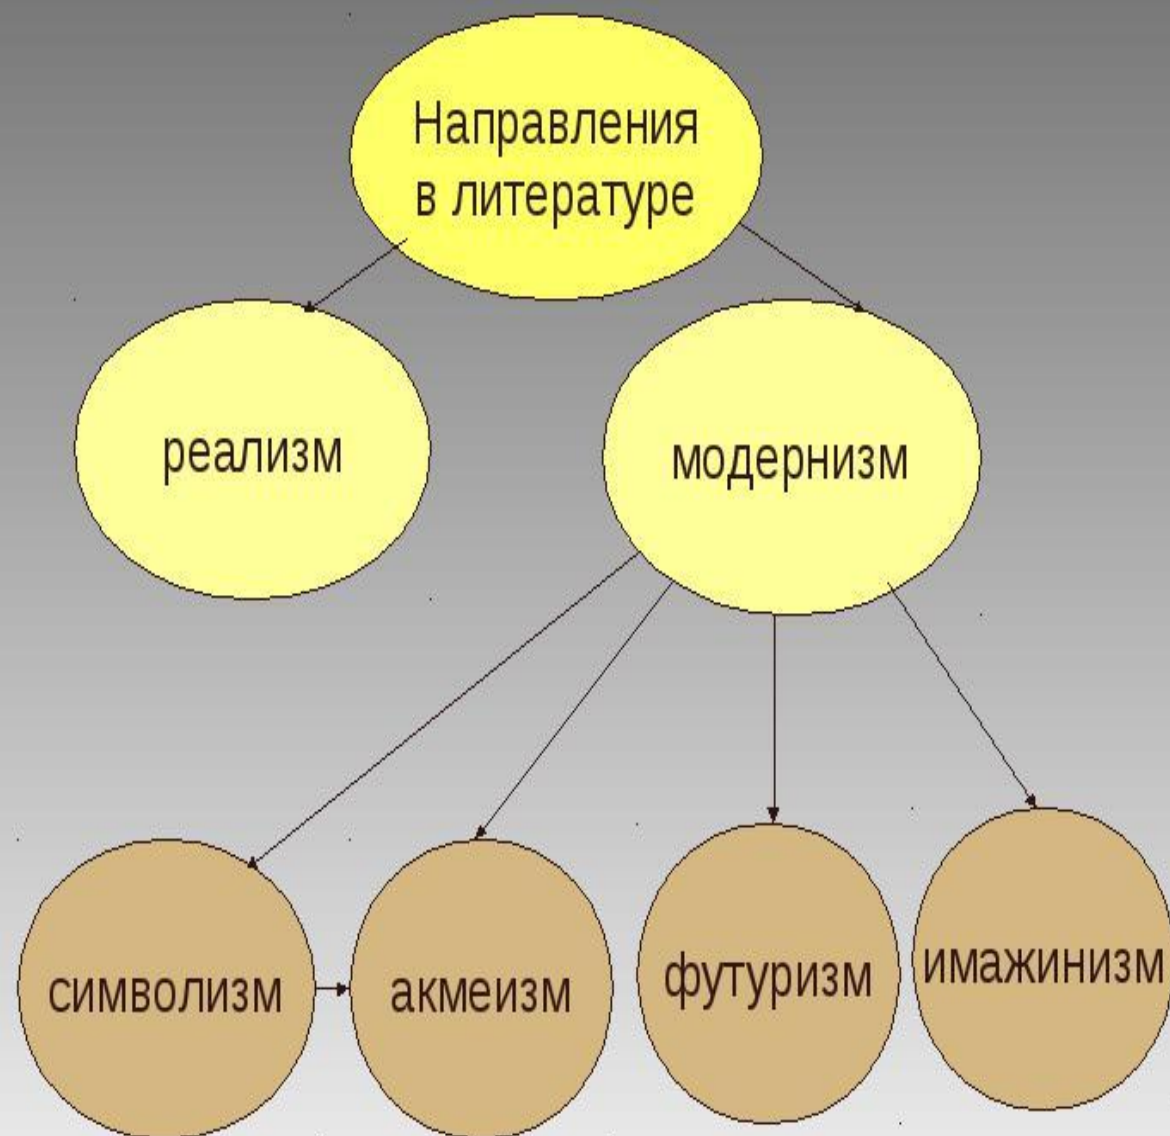 Направления
в литературе
реализм
модернизм
символизм
акмеизм
футуризм
имажинизм